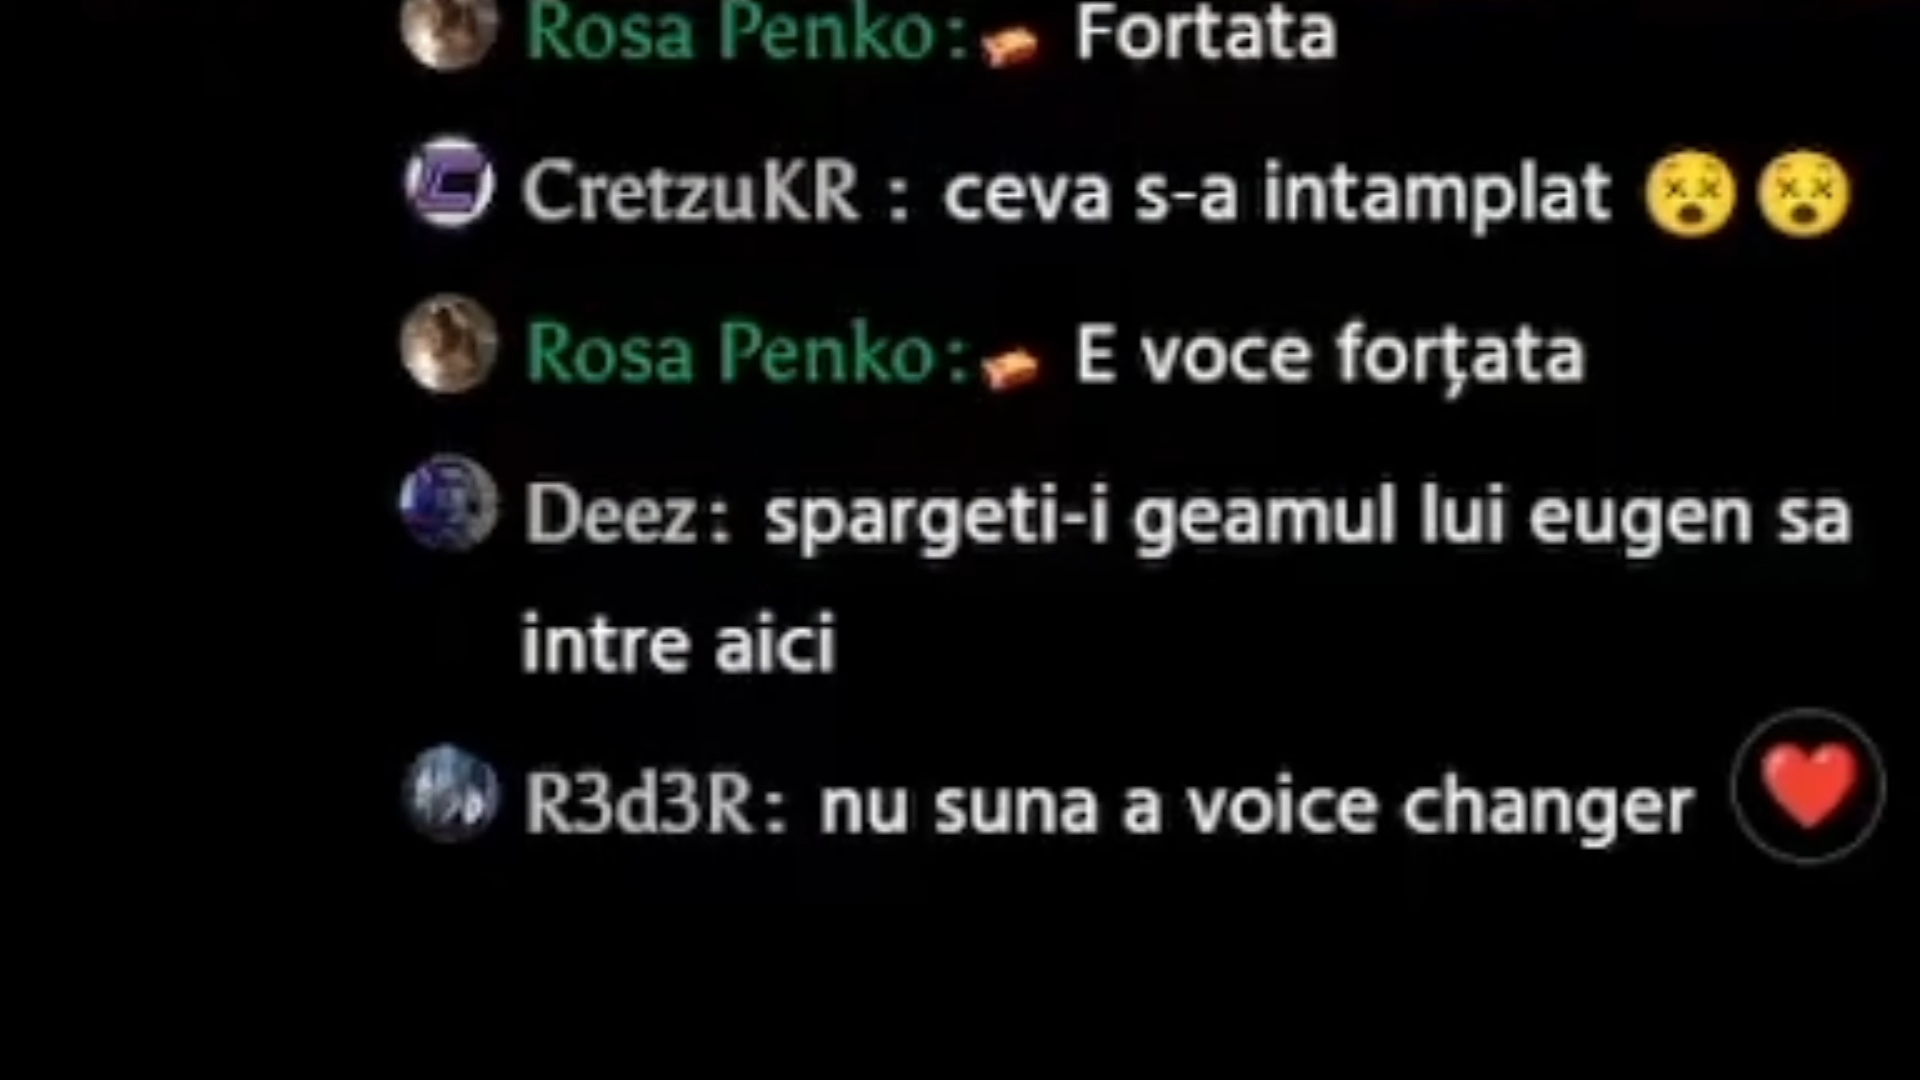 Rosa Penko: Fortata
CretzuKR : ceva s-a intamplat 😵😵
Rosa Penko: E voce forțata
Deez: spargeti-i geamul lui eugen sa
intre aici
R3d3R: nu suna a voice changer